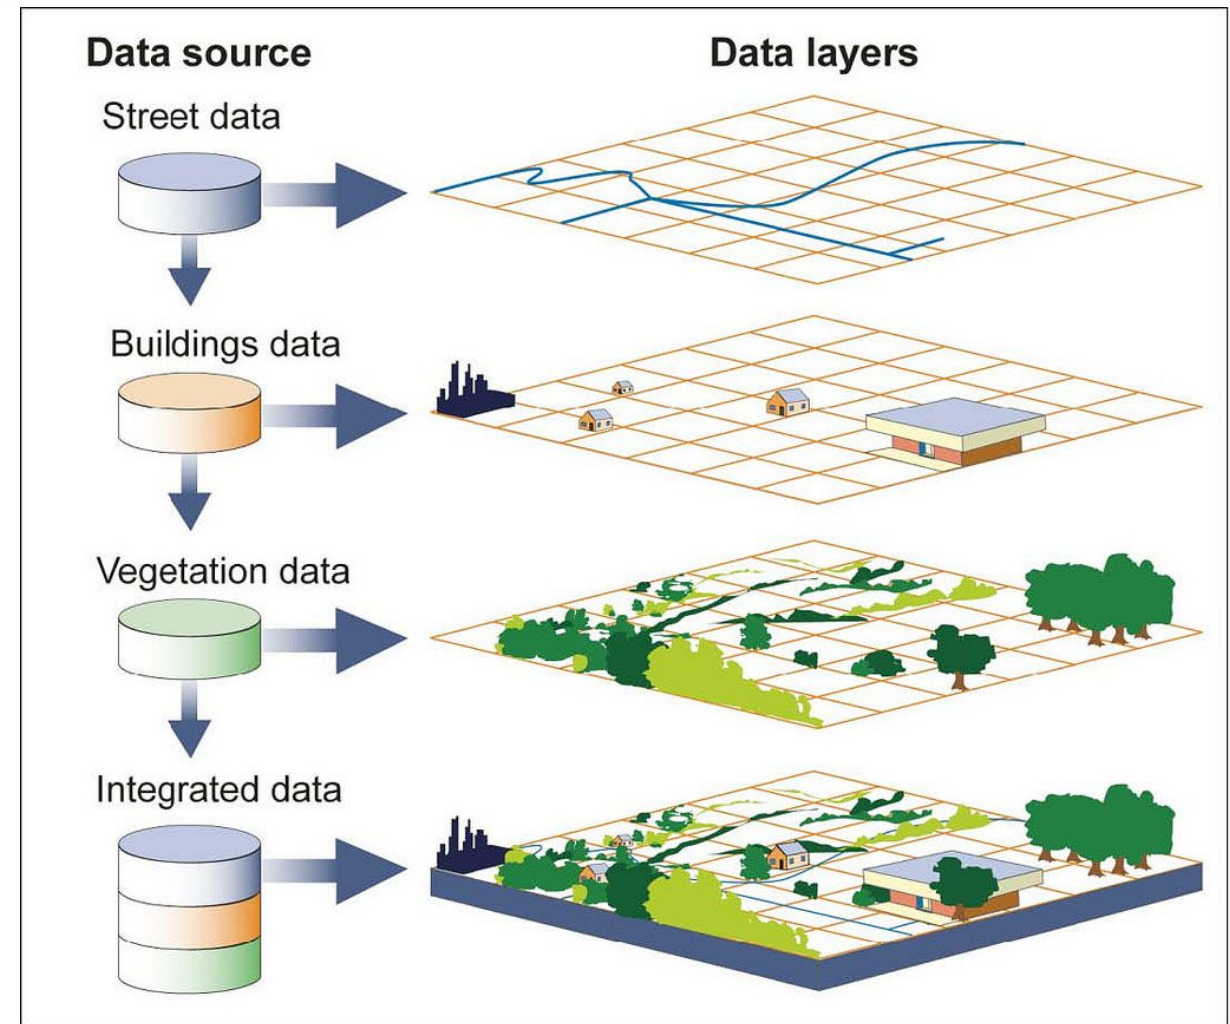 Data source
Data layers
Street data
Buildings data
Vegetation data
Integrated data